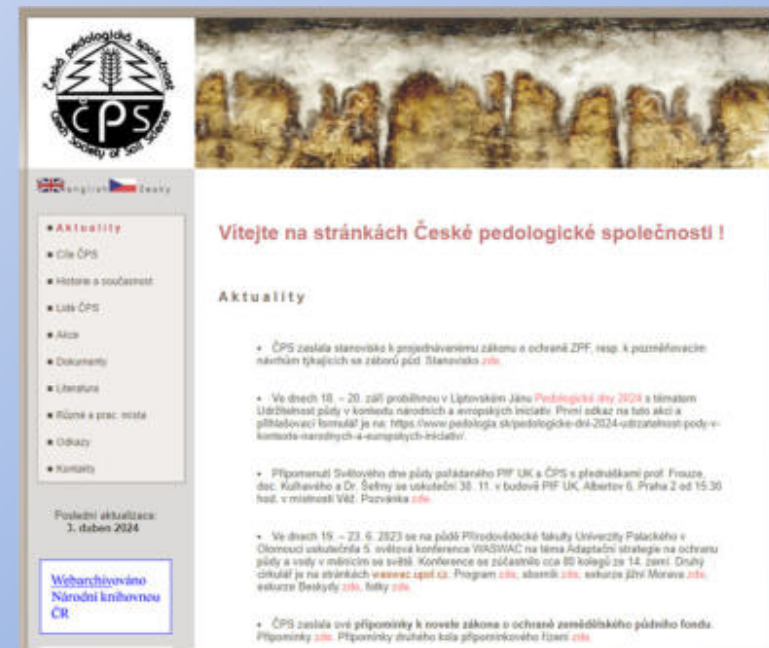 Česká pedologická společnost
ČPS
Czech Society of Soil Science
english česky
Aktuality
Cíle ČPS
Historie a současnost
Lidé ČPS
Akce
Dokumenty
Literatura
Různé a prac. místa
Odkazy
Kontakty
Poslední aktualizace:
3. duben 2024
Webarchivováno
Národní knihovnou
ČR
Vítejte na stránkách České pedologické společnosti !
Aktuality
ČPS zaslala stanovisko k projednávanému zákonu o ochraně ZPF, resp. k pozměňovacím
návrhům týkajících se záborů půd. Stanovisko zde.
Ve dnech 18. – 20. září proběhnou v Liptovském Jánu Pedologické dny 2024 s tématem
Udržitelnost půdy v kontextu národních a evropských iniciativ. První odkaz na tuto akci a
přihlašovací formulář je na: https://www.pedologia.sk/pedologicke-dni-2024-udrzatelnost-pody-v-
kontexte-narodnych-a-europskych-iniciativ/.
Připomenutí Světového dne půdy pořádaného PřF UK a ČPS s přednáškami prof. Frouze,
doc. Kulhavého a Dr. Šefrny se uskuteční 30. 11. v budově PřF UK, Albertov 6, Praha 2 od 15:30
hod. v místnosti Věž. Pozvánka zde.
Ve dnech 19. – 23. 6. 2023 se na půdě Přírodovědecké fakulty Univerzity Palackého v
Olomouci uskutečnila 5. světová konference WASWAC na téma Adaptační strategie na ochranu
půdy a vody v měnícím se světě. Konference se zúčastnilo cca 80 kolegů ze 14. zemí. Druhý
cirkulář je na stránkách waswac.upol.cz. Program zde, sborník zde, exkurze jižní Morava zde,
exkurze Beskydy zde, fotky zde.
ČPS zaslala své připomínky k novele zákona o ochraně zemědělského půdního fondu.
Připomínky zde. Připomínky druhého kola připomínkového řízení zde.